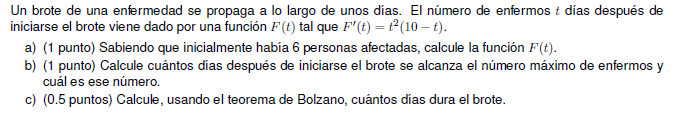 Un brote de una enfermedad se propaga a lo largo de unos días. El número de enfermos t días después de
iniciarse el brote viene dado por una función F(t) tal que F′(t) = t²(10 − t).
a) (1 punto) Sabiendo que inicialmente había 6 personas afectadas, calcule la función F(t).
b) (1 punto) Calcule cuántos días después de iniciarse el brote se alcanza el número máximo de enfermos y
cuál es ese número.
c) (0.5 puntos) Calcule, usando el teorema de Bolzano, cuántos días dura el brote.